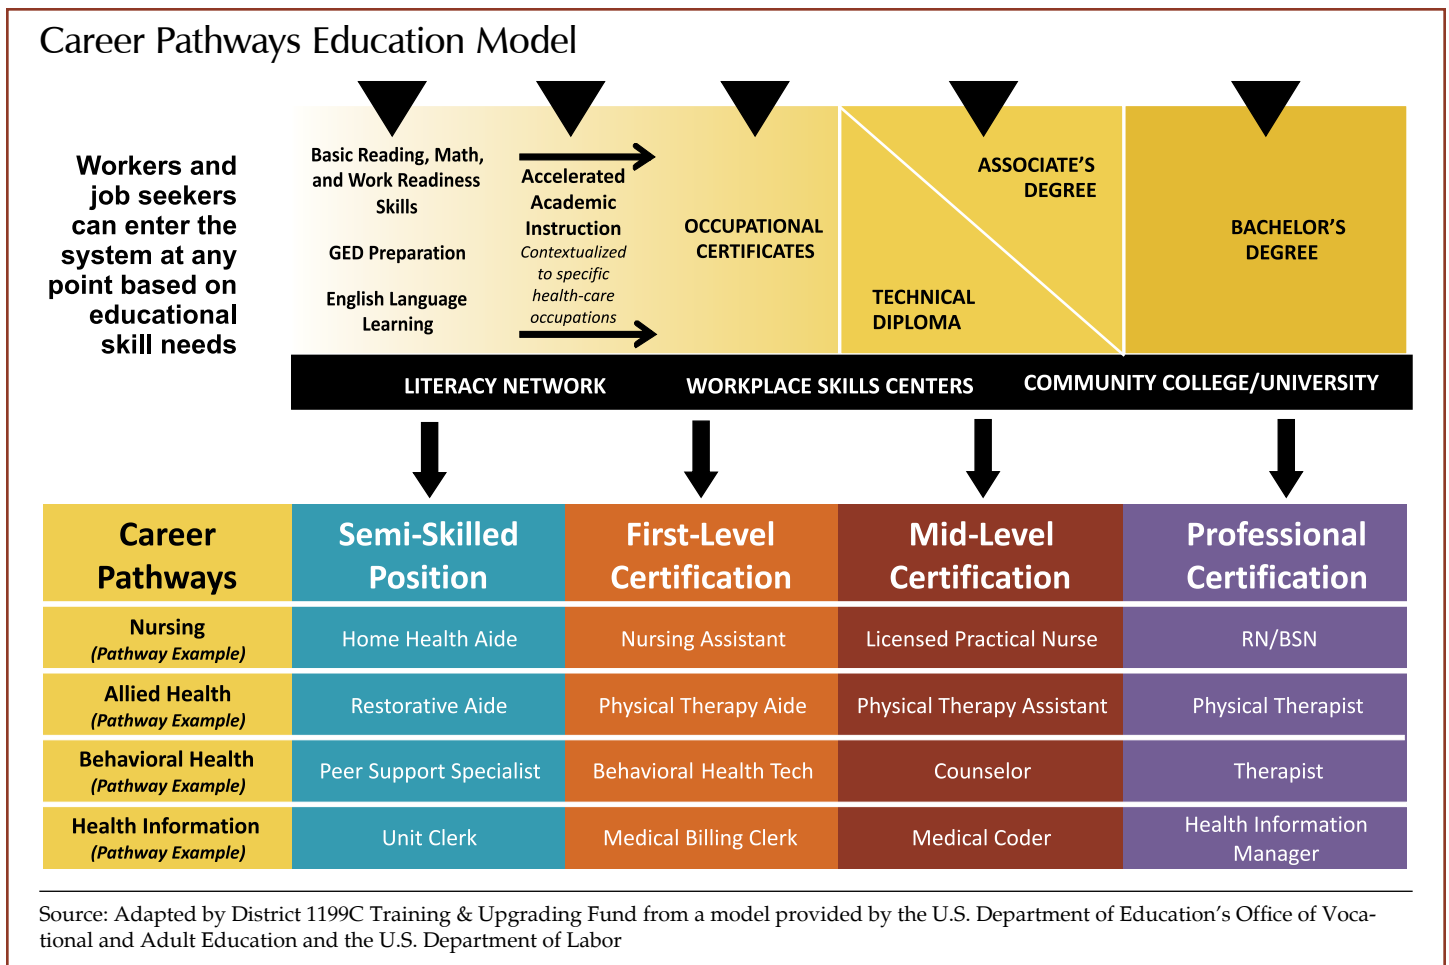 Career Pathways Education Model
Workers and
job seekers
can enter the
system at any
point based on
educational
skill needs
Basic Reading, Math,
and Work Readiness
Skills
GED Preparation
English Language
Learning
Accelerated
Academic
Instruction
Contextualized
to specific
health-care
occupations
OCCUPATIONAL
CERTIFICATES
ASSOCIATE'S
DEGREE
TECHNICAL
DIPLOMA
BACHELOR'S
DEGREE
LITERACY NETWORK
WORKPLACE SKILLS CENTERS
COMMUNITY COLLEGE/UNIVERSITY
Career
Pathways
Semi-Skilled
Position
First-Level
Certification
Mid-Level
Certification
Professional
Certification
Nursing
(Pathway Example)
Home Health Aide
Nursing Assistant
Licensed Practical Nurse
RN/BSN
Allied Health
(Pathway Example)
Restorative Aide
Physical Therapy Aide
Physical Therapy Assistant
Physical Therapist
Behavioral Health
(Pathway Example)
Peer Support Specialist
Behavioral Health Tech
Counselor
Therapist
Health Information
(Pathway Example)
Unit Clerk
Medical Billing Clerk
Medical Coder
Health Information
Manager
Source: Adapted by District 1199C Training & Upgrading Fund from a model provided by the U.S. Department of Education's Office of Voca-
tional and Adult Education and the U.S. Department of Labor